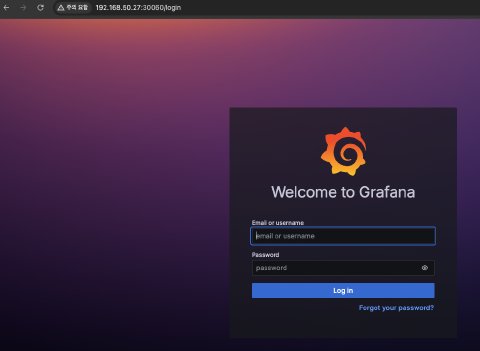 주의 요함 192.168.50.27:30060/login
Welcome to Grafana
Email or username
email or username
Password
password
Log in
Forgot your password?